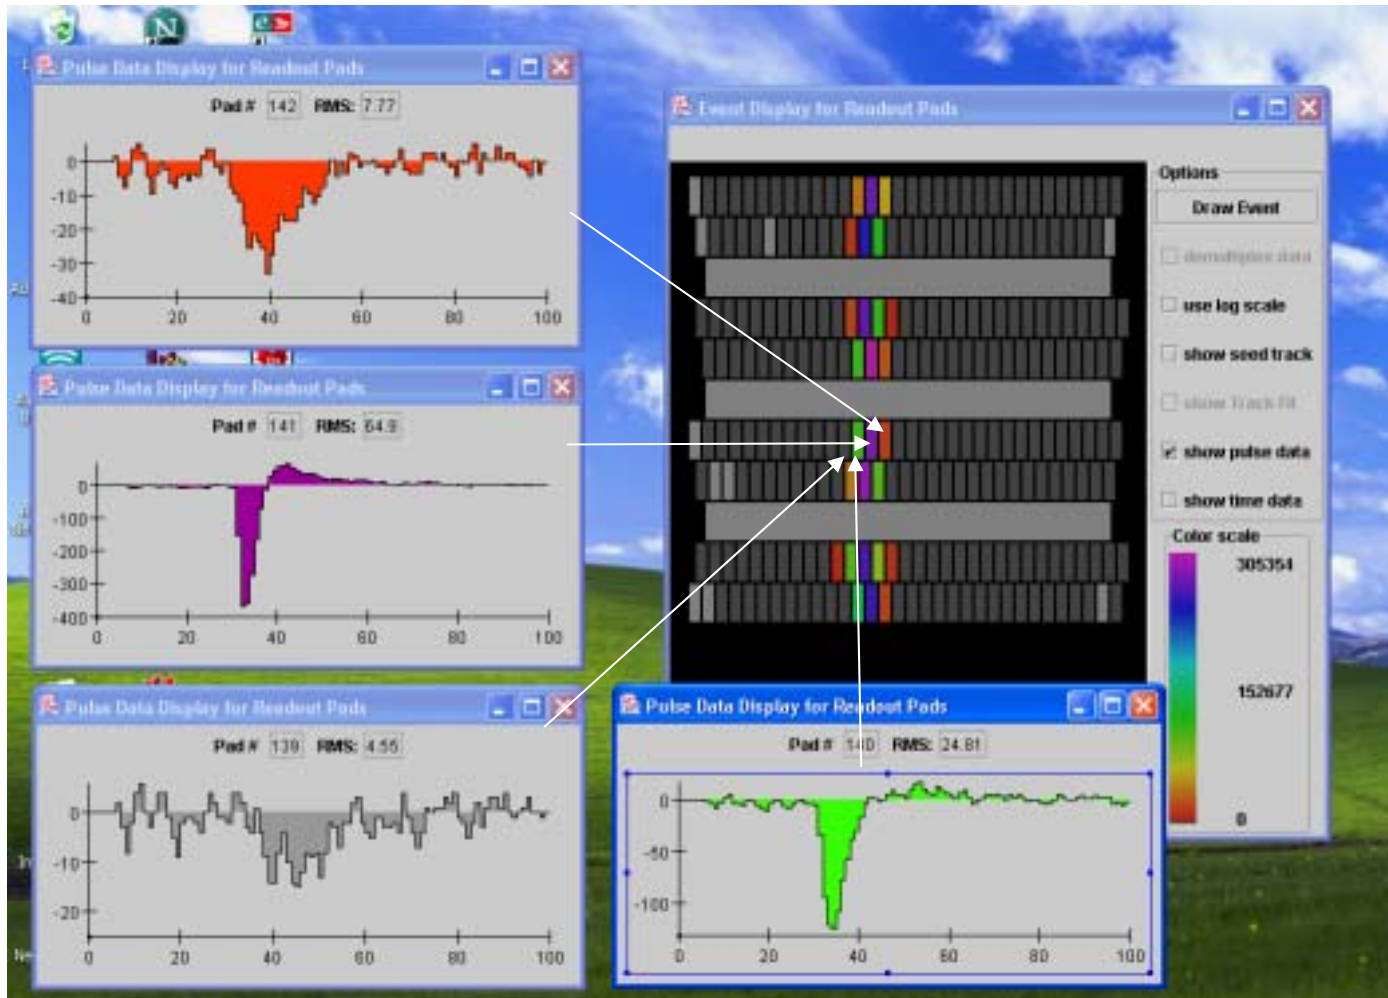 Pulse Data Display for Readout Pads
Pad # 142 RMS: 7.77
0
-10
-20
-30
-40
0 20 40 60 80 100
Pulse Data Display for Readout Pads
Pad # 141 RMS: 64.9
0
-100
-200
-300
-400
0 20 40 60 80 100
Pulse Data Display for Readout Pads
Pad # 139 RMS: 4.55
0
-10
-20
0 20 40 60 80 100
Event Display for Readout Pads
Options
Draw Event
demultiplex data
use log scale
show seed track
show Track fit
show pulse data
show time data
Color scale
305354
152677
0
Pulse Data Display for Readout Pads
Pad # 140 RMS: 24.81
0
-50
-100
0 20 40 60 80 100